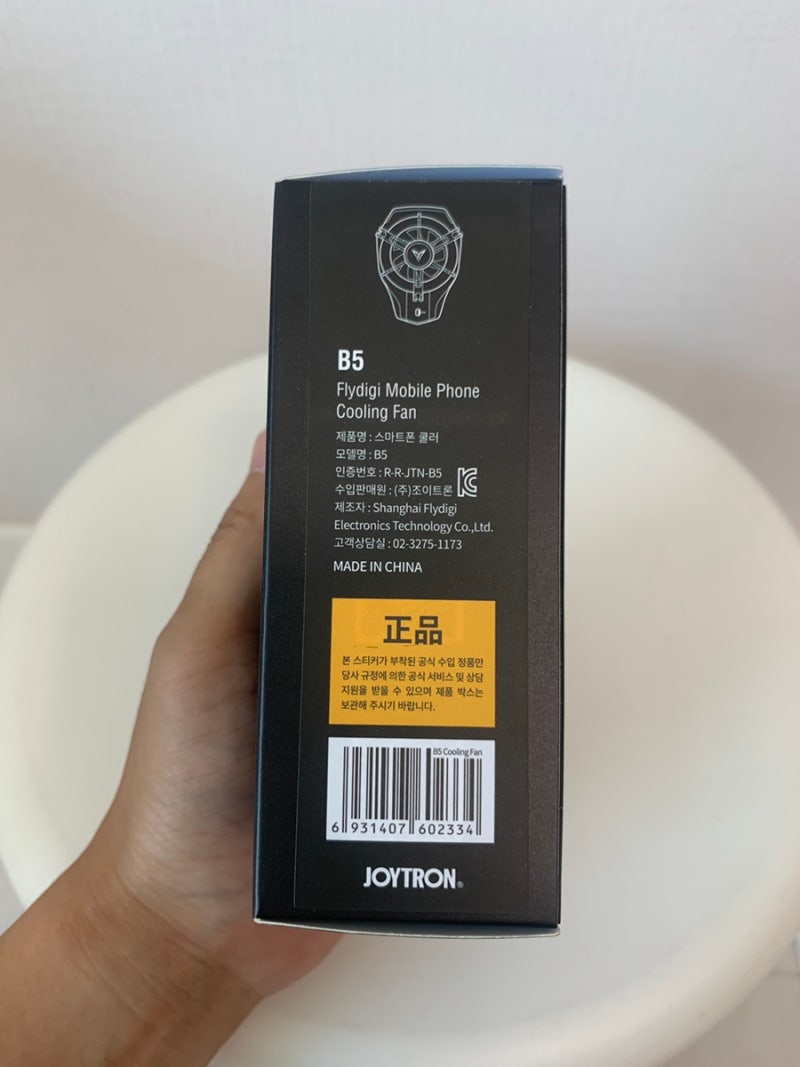 B5
Flydigi Mobile Phone
Cooling Fan
제품명 : 스마트폰 쿨러
모델명 : B5
인증번호 : R-R-JTN-B5
수입판매원 : (주)조이트론
제조자 : Shanghai Flydigi
Electronics Technology Co.,Ltd.
고객상담실 : 02-3275-1173
MADE IN CHINA
正品
본 스티커가 부착된 공식 수입 정품만
당사 규정에 의한 공식 서비스 및 상담
지원을 받을 수 있으며 제품 박스는
보관해 주시기 바랍니다.
B5 Cooling Fan
6 931407 602334
JOYTRON®